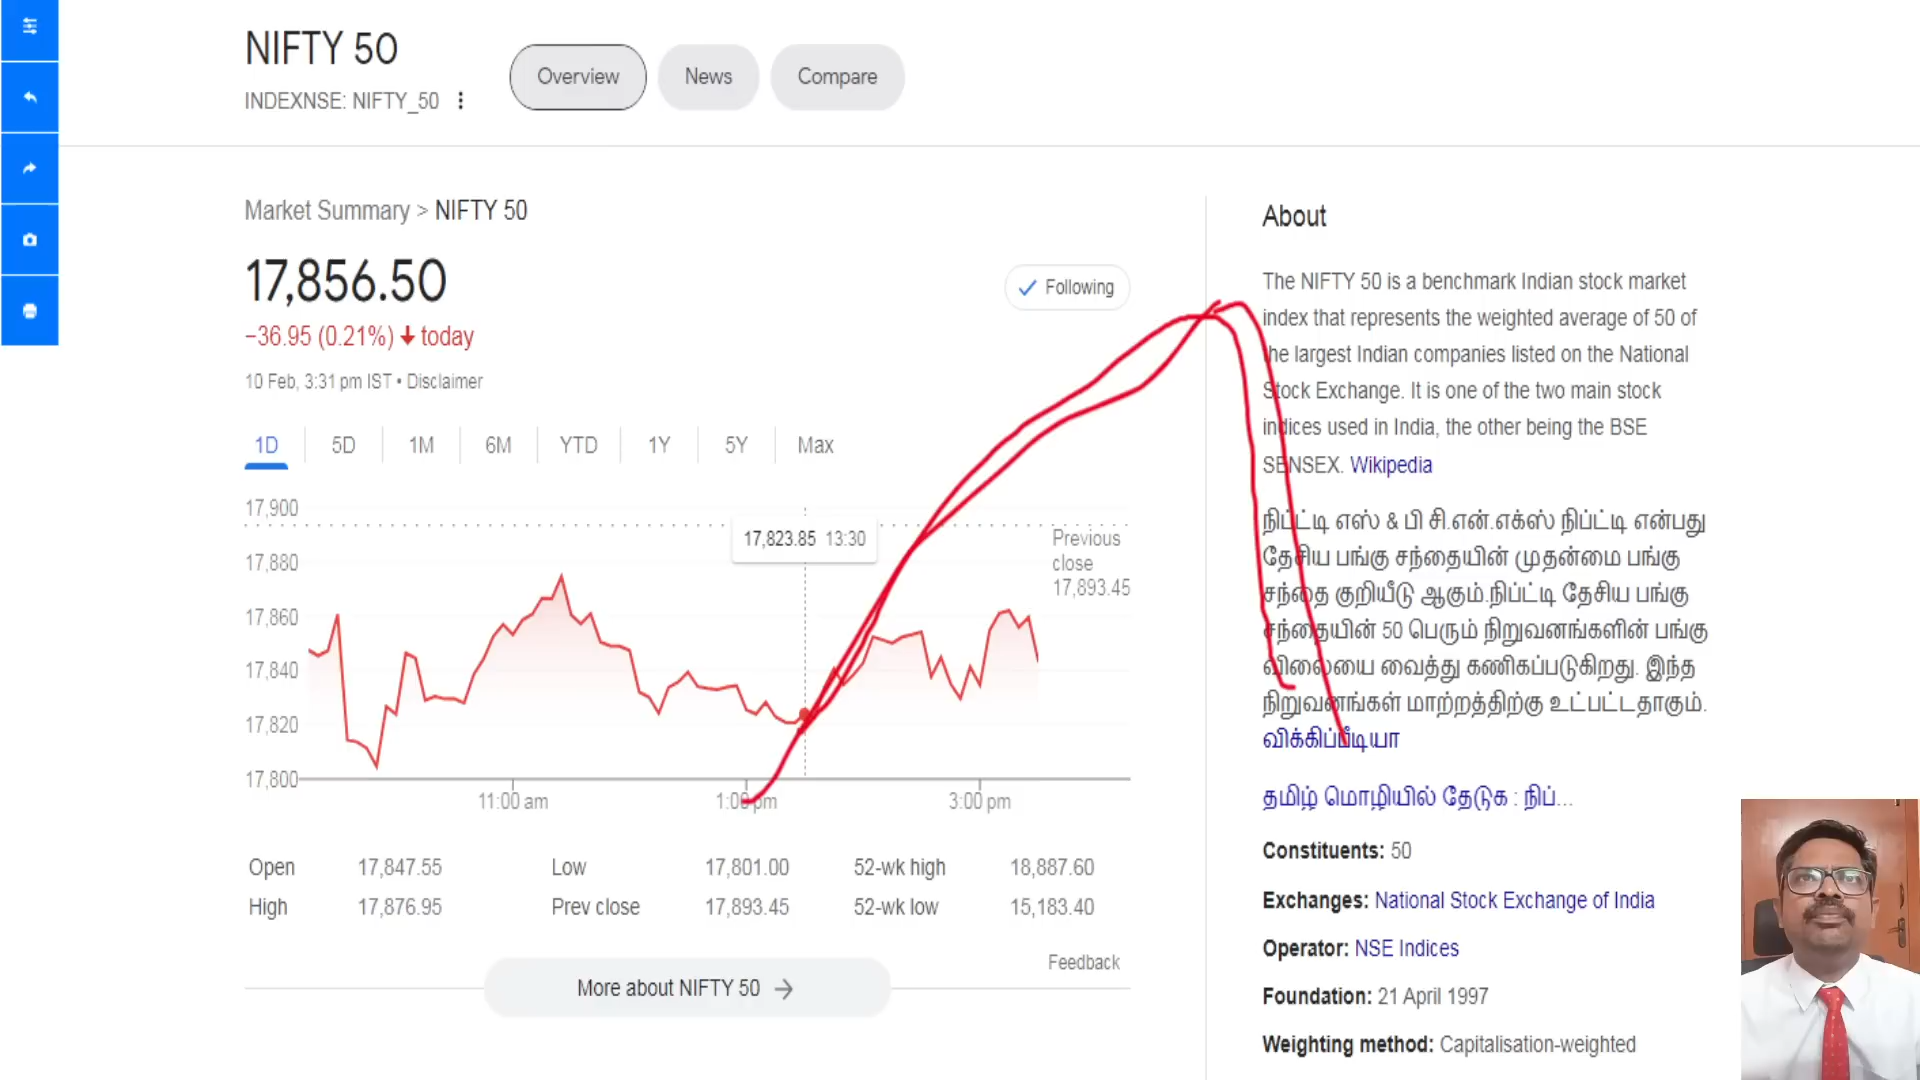 NIFTY 50
INDEXNSE: NIFTY_50
Overview
News
Compare
Market Summary > NIFTY 50
17,856.50
Following
−36.95 (0.21%) today
10 Feb, 3:31 pm IST • Disclaimer
1D 5D 1M 6M YTD 1Y 5Y Max
17,900
17,880
17,860
17,840
17,820
17,800
17,823.85 13:30
Previous
close
17,893.45
11:00 am 1:00 pm 3:00 pm
Open 17,847.55 Low 17,801.00 52-wk high 18,887.60
High 17,876.95 Prev close 17,893.45 52-wk low 15,183.40
Feedback
More about NIFTY 50
About
The NIFTY 50 is a benchmark Indian stock market
index that represents the weighted average of 50 of
the largest Indian companies listed on the National
Stock Exchange. It is one of the two main stock
indices used in India, the other being the BSE
SENSEX. Wikipedia
நிப்ட்டி எஸ் & பி சி.என்.எக்ஸ் நிப்ட்டி என்பது
தேசிய பங்கு சந்தையின் முதன்மை பங்கு
சந்தை குறியீடு ஆகும்.நிப்ட்டி தேசிய பங்கு
சந்தையின் 50 பெரும் நிறுவனங்களின் பங்கு
விலையை வைத்து கணிகப்படுகிறது. இந்த
நிறுவனங்கள் மாற்றத்திற்கு உட்பட்டதாகும்.
விக்கிப்பீடியா
தமிழ் மொழியில் தேடுக : நிப்...
Constituents: 50
Exchanges: National Stock Exchange of India
Operator: NSE Indices
Foundation: 21 April 1997
Weighting method: Capitalisation-weighted